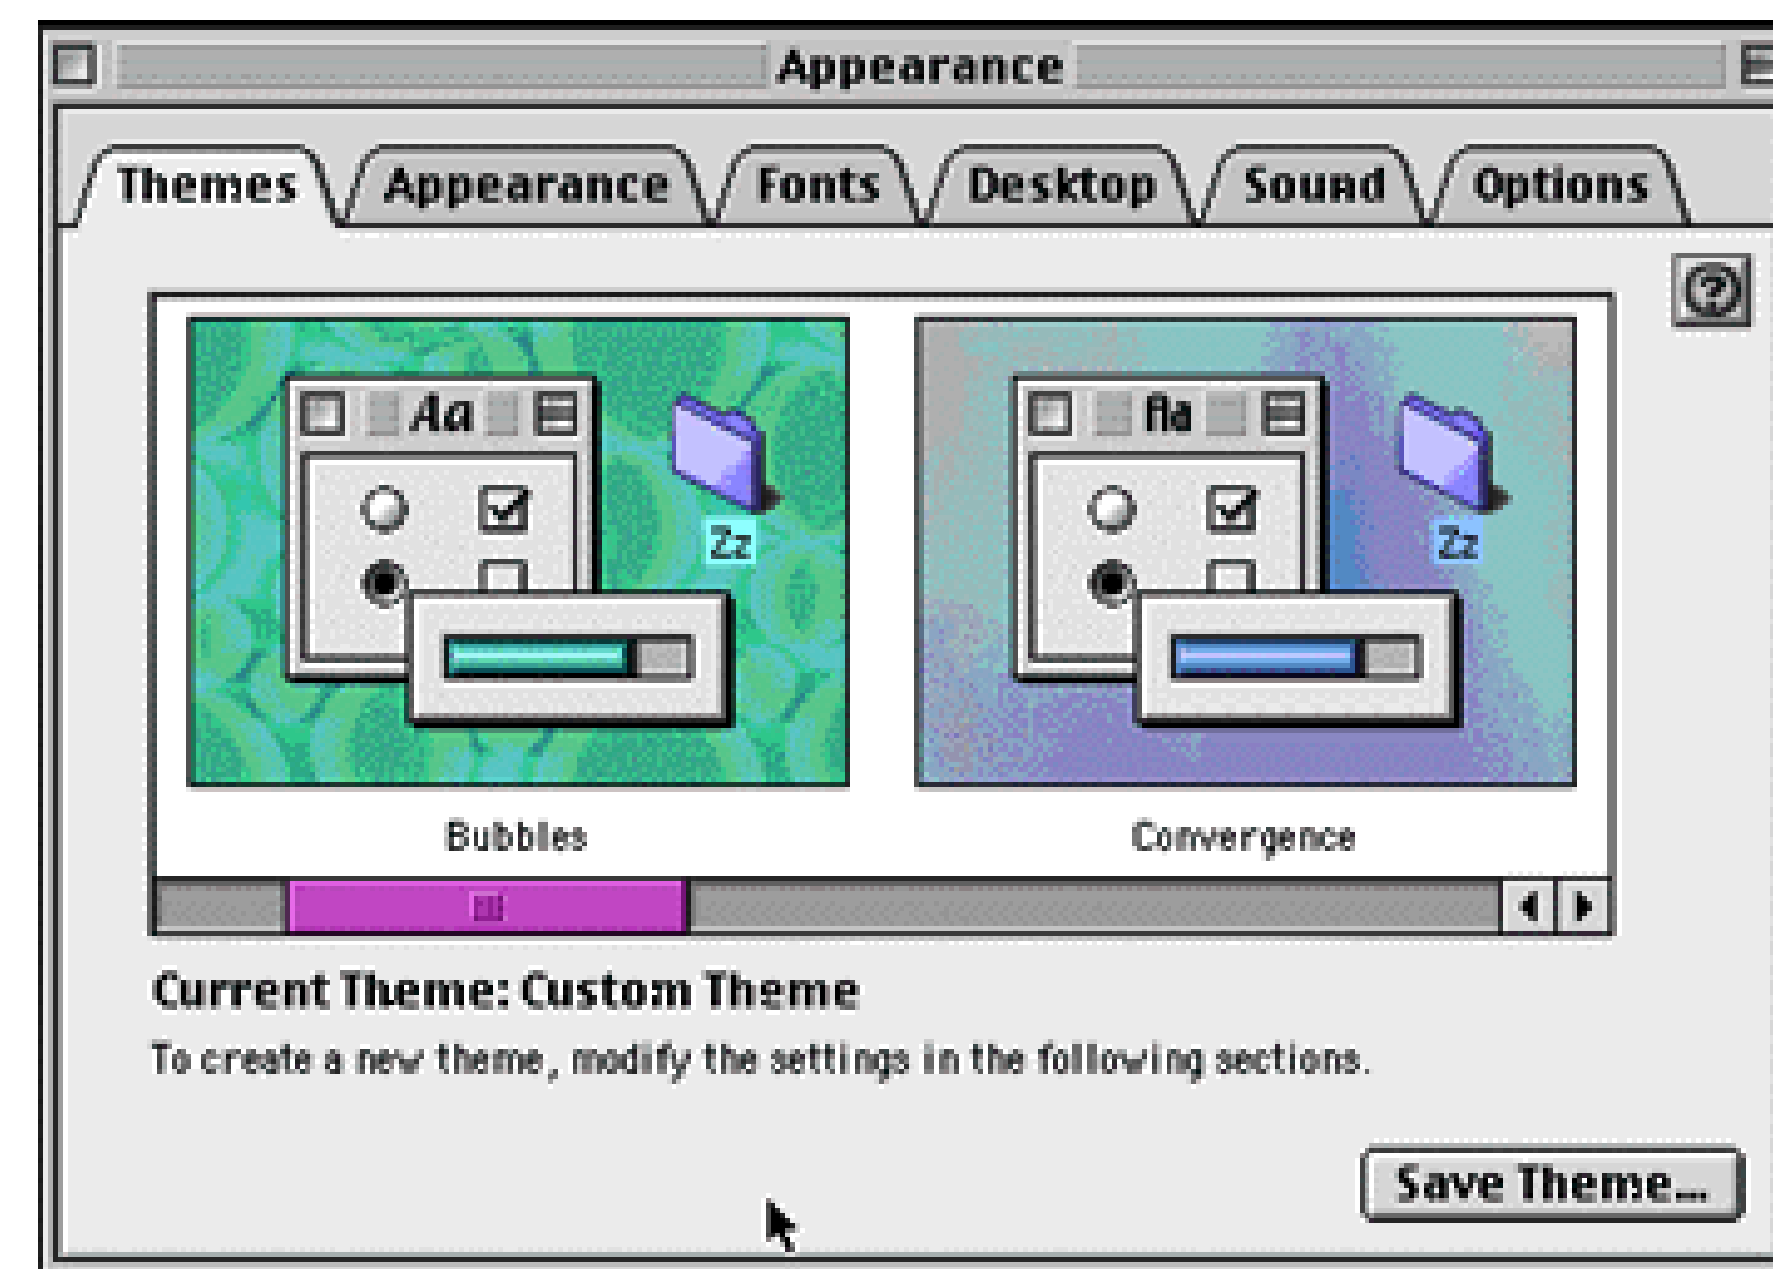 Appearance
Themes Appearance Fonts Desktop Sound Options
?
Aa Aa
Zz Zz
Bubbles Convergence
Current Theme: Custom Theme
To create a new theme, modify the settings in the following sections.
Save Theme...